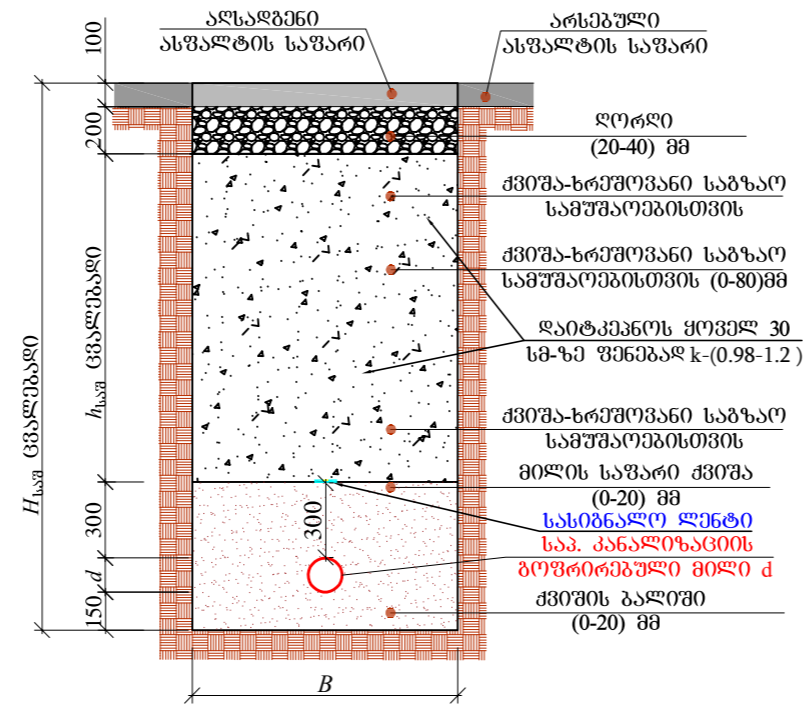 აღსადგენი
ასფალტის საფარი
არსებული
ასფალტის საფარი
100
200
ღორღი
(20-40) მმ
ქვიშა-ხრეშოვანი საგზაო
სამუშაოებისთვის
ქვიშა-ხრეშოვანი საგზაო
სამუშაოებისთვის (0-80)მმ
დაიტკეპნოს ყოველ 30
სმ-ზე ფენებად k-(0.98-1.2 )
ქვიშა-ხრეშოვანი საგზაო
სამუშაოებისთვის
მილის საფარი ქვიშა
(0-20) მმ
სასიგნალო ლენტი
საპ. კანალიზაციის
გოფრირებული მილი d
ქვიშის ბალიში
(0-20) მმ
Hსაშ ცვალებადი
hსაშ ცვალებადი
300
300
d
150
B